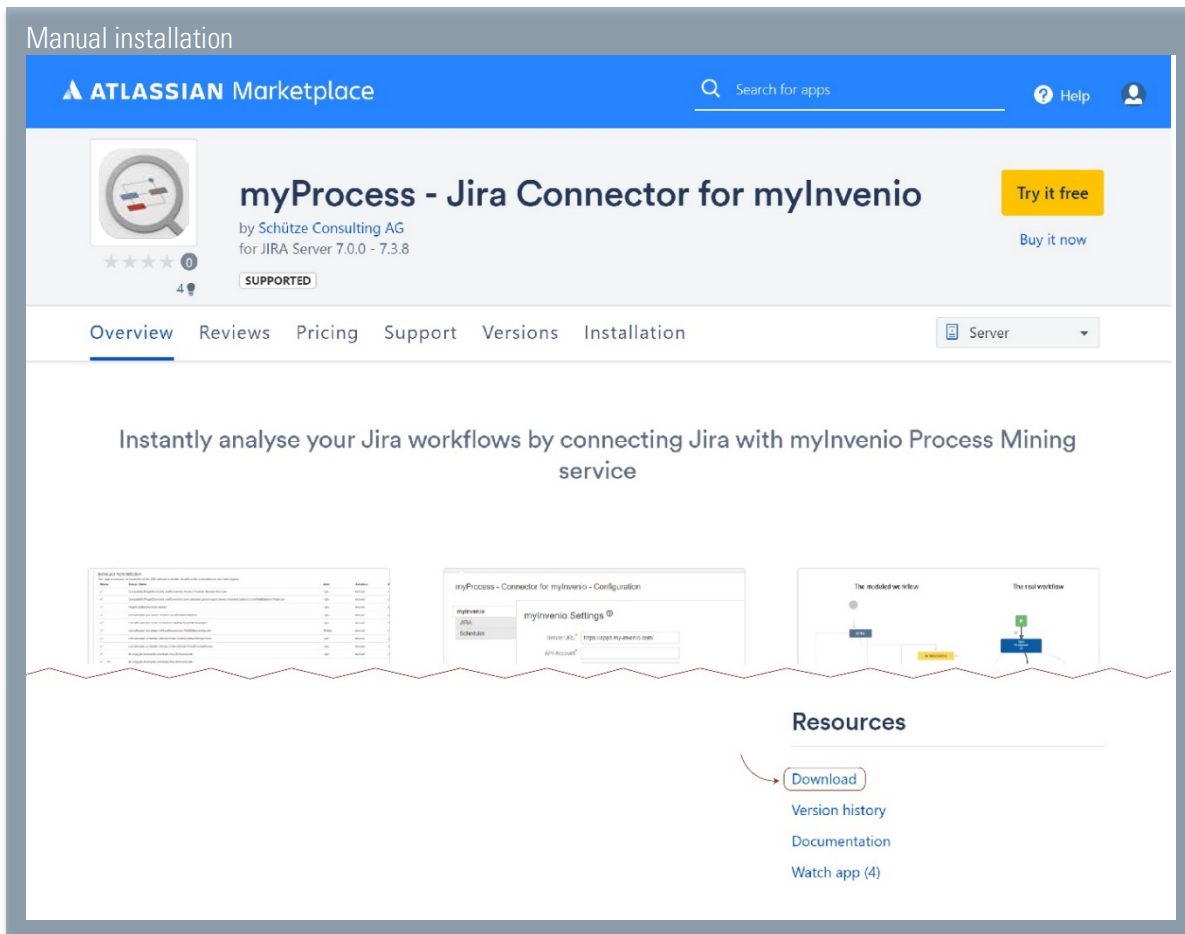 Manual installation
ATLASSIAN Marketplace
Search for apps
Help
myProcess - Jira Connector for myInvenio
by Schütze Consulting AG
for JIRA Server 7.0.0 - 7.3.8
SUPPORTED
0
4
Try it free
Buy it now
Overview Reviews Pricing Support Versions Installation
Server
Instantly analyse your Jira workflows by connecting Jira with myInvenio Process Mining
service
myProcess - Connector for myInvenio - Configuration
myInvenio
JIRA
Scheduler
myInvenio Settings
Server URL*
API-Account*
The modeled workflow
The real workflow
Resources
Download
Version history
Documentation
Watch app (4)